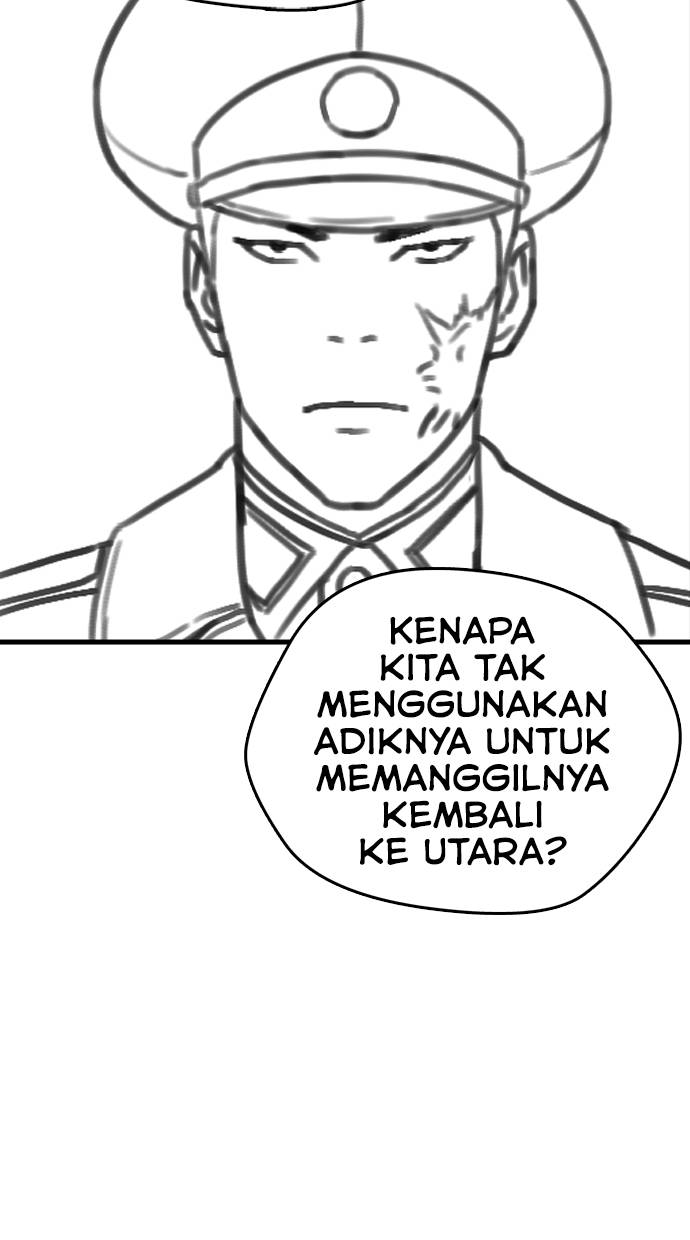 KENAPA
KITA TAK
MENGGUNAKAN
ADIKNYA UNTUK
MEMANGGILNYA
KEMBALI
KE UTARA?